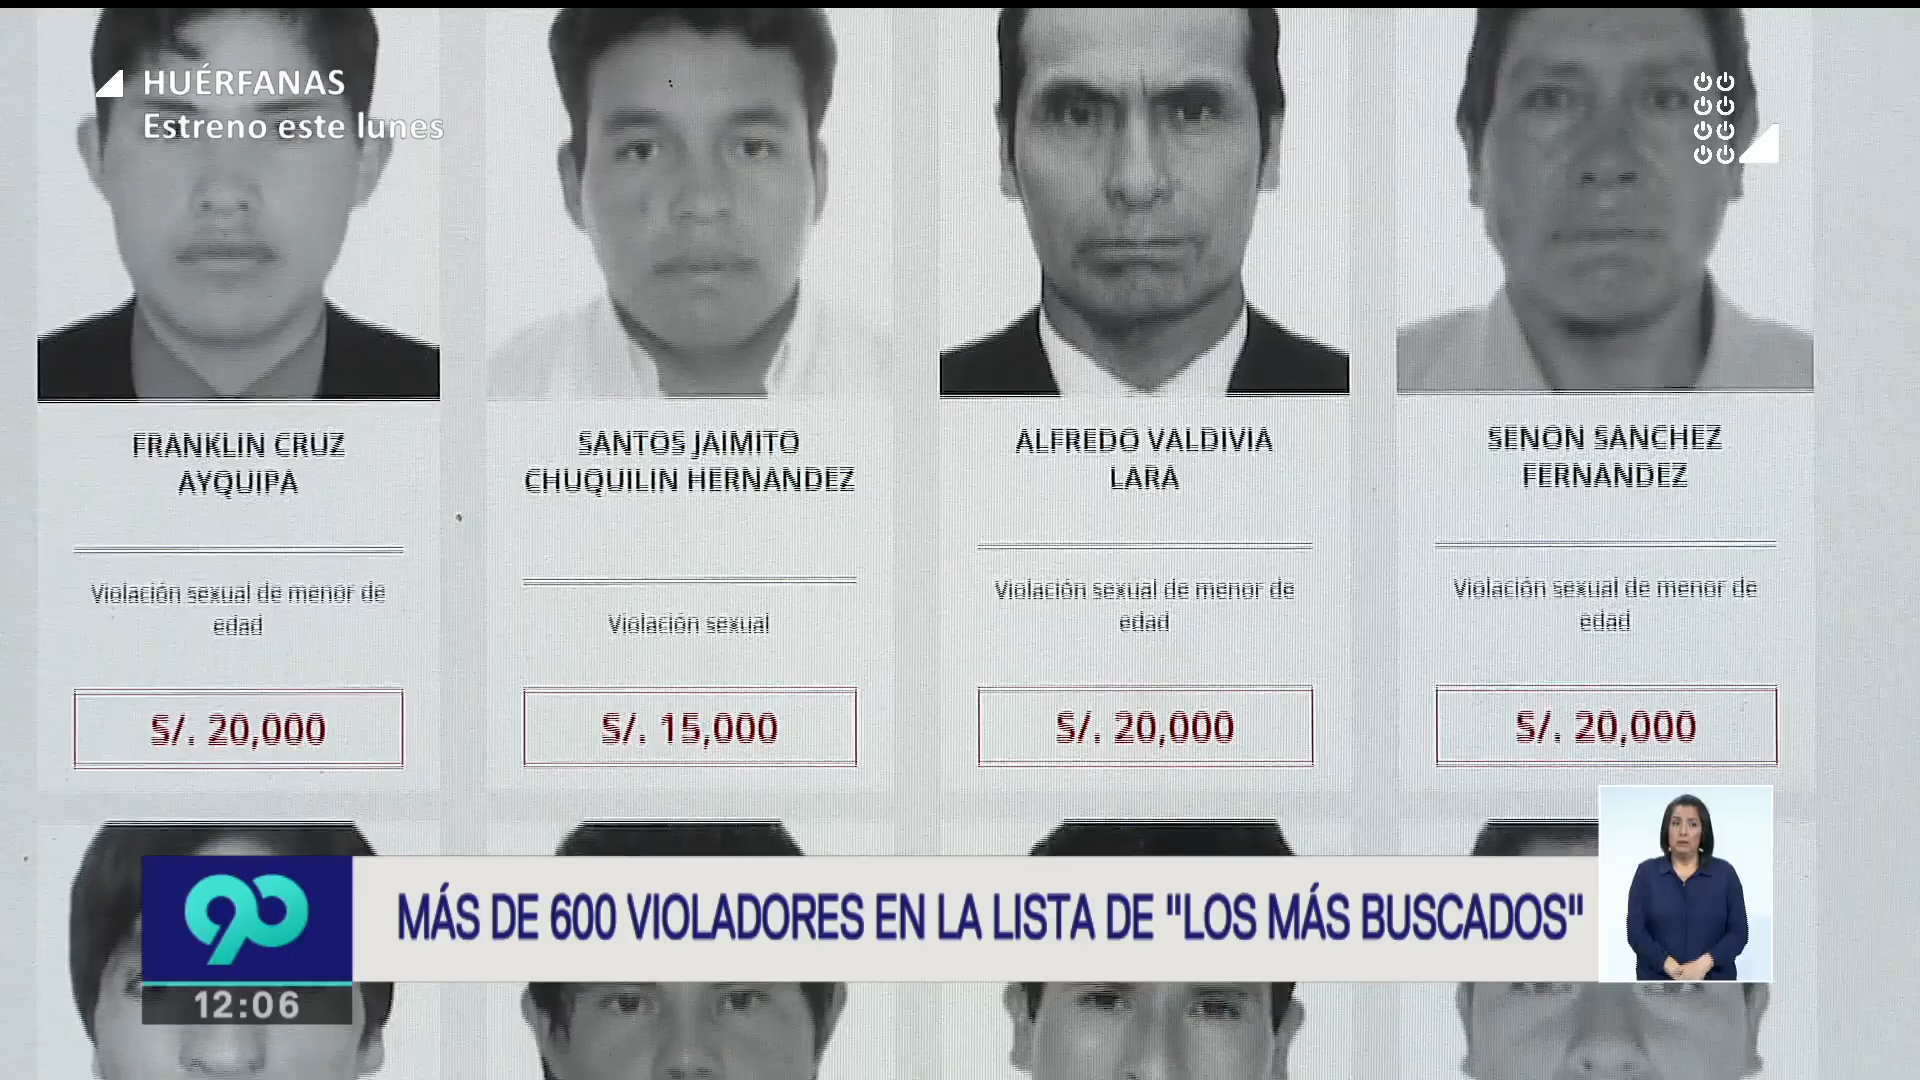 HUÉRFANAS
Estreno este lunes
FRANKLIN CRUZ
AYQUIPA
SANTOS JAIMITO
CHUQUILIN HERNANDEZ
ALFREDO VALDIVIA
LARA
SENON SANCHEZ
FERNANDEZ
Violación sexual de menor de
edad
Violación sexual
Violación sexual de menor de
edad
Violación sexual de menor de
edad
S/. 20,000
S/. 15,000
S/. 20,000
S/. 20,000
90
MÁS DE 600 VIOLADORES EN LA LISTA DE "LOS MÁS BUSCADOS"
12:06